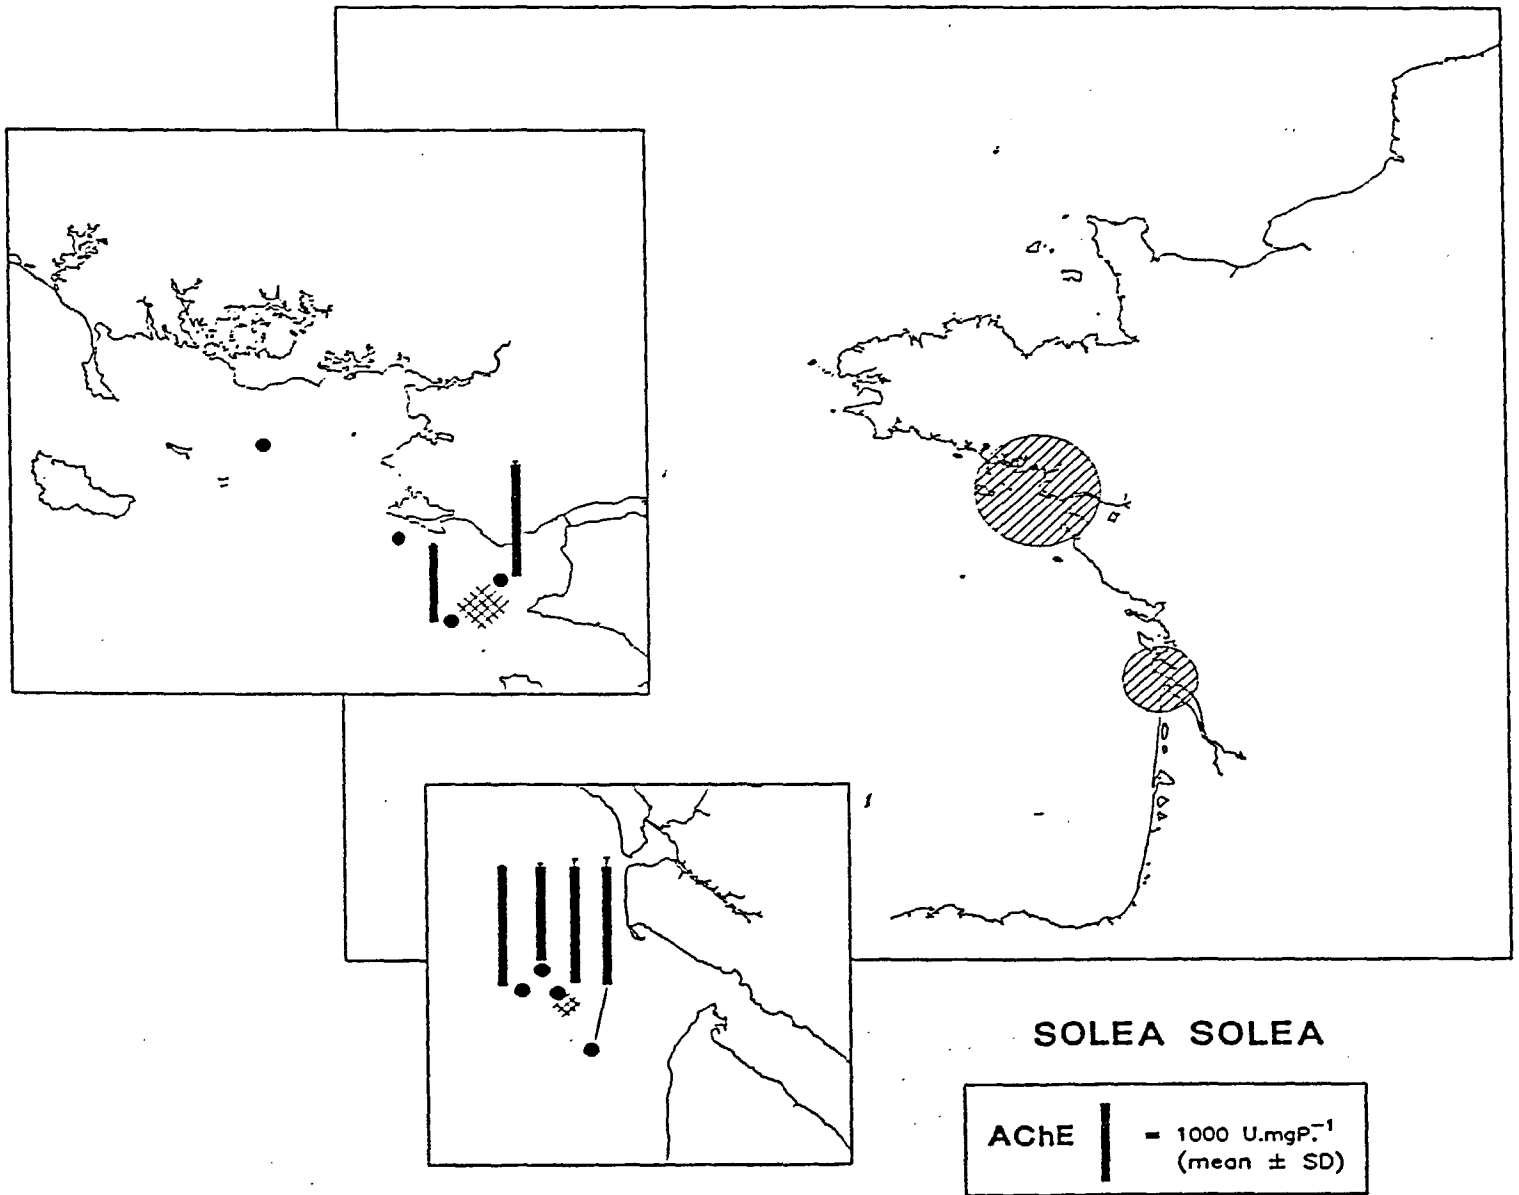 SOLEA SOLEA
AChE = 1000 U.mgP.⁻¹
(mean ± SD)